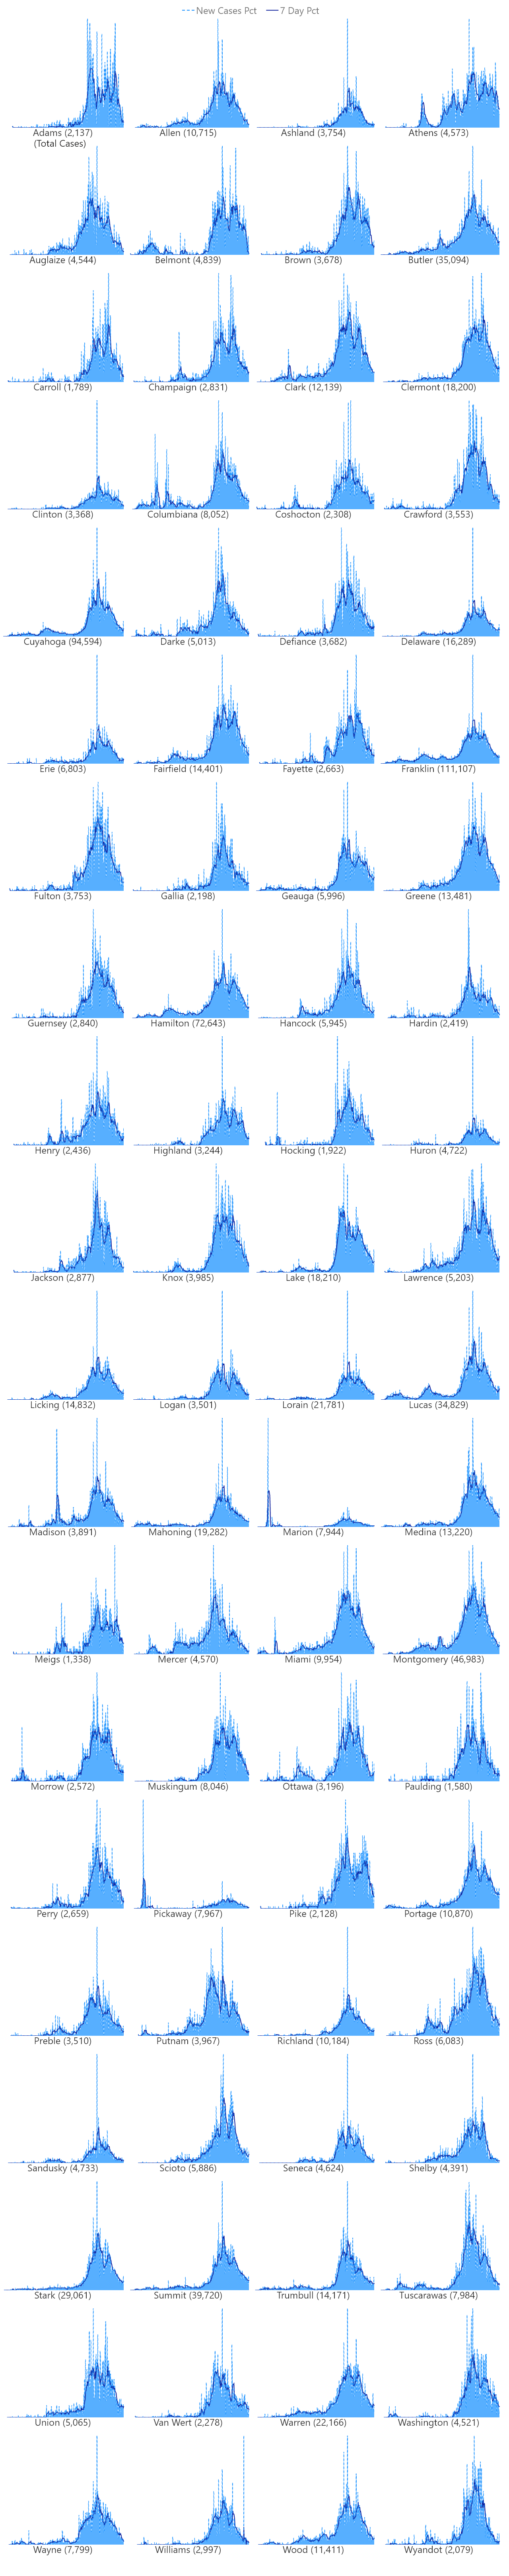 New Cases Pct 7 Day Pct
Adams (2,137) Allen (10,715) Ashland (3,754) Athens (4,573)
(Total Cases)
Auglaize (4,544) Belmont (4,839) Brown (3,678) Butler (35,094)
Carroll (1,789) Champaign (2,831) Clark (12,139) Clermont (18,200)
Clinton (3,368) Columbiana (8,052) Coshocton (2,308) Crawford (3,553)
Cuyahoga (94,594) Darke (5,013) Defiance (3,682) Delaware (16,289)
Erie (6,803) Fairfield (14,401) Fayette (2,663) Franklin (111,107)
Fulton (3,753) Gallia (2,198) Geauga (5,996) Greene (13,481)
Guernsey (2,840) Hamilton (72,643) Hancock (5,945) Hardin (2,419)
Henry (2,436) Highland (3,244) Hocking (1,922) Huron (4,722)
Jackson (2,877) Knox (3,985) Lake (18,210) Lawrence (5,203)
Licking (14,832) Logan (3,501) Lorain (21,781) Lucas (34,829)
Madison (3,891) Mahoning (19,282) Marion (7,944) Medina (13,220)
Meigs (1,338) Mercer (4,570) Miami (9,954) Montgomery (46,983)
Morrow (2,572) Muskingum (8,046) Ottawa (3,196) Paulding (1,580)
Perry (2,659) Pickaway (7,967) Pike (2,128) Portage (10,870)
Preble (3,510) Putnam (3,967) Richland (10,184) Ross (6,083)
Sandusky (4,733) Scioto (5,886) Seneca (4,624) Shelby (4,391)
Stark (29,061) Summit (39,720) Trumbull (14,171) Tuscarawas (7,984)
Union (5,065) Van Wert (2,278) Warren (22,166) Washington (4,521)
Wayne (7,799) Williams (2,997) Wood (11,411) Wyandot (2,079)